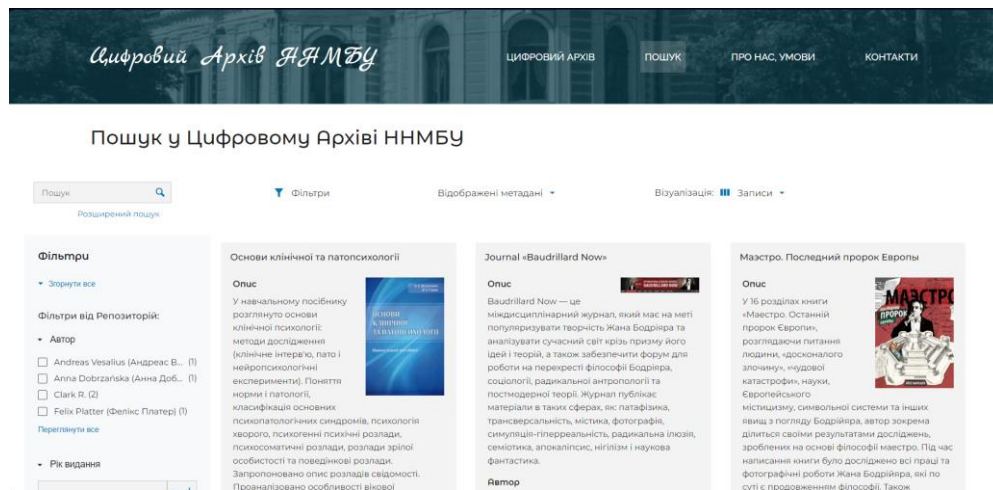 Цифровий Архів ННМБУ
ЦИФРОВИЙ АРХІВ ПОШУК ПРО НАС, УМОВИ КОНТАКТИ
Пошук у Цифровому Архіві ННМБУ
Пошук
Розширений пошук
Фільтри
Відображені метадані
Візуалізація: Записи
Фільтри
Згорнути все
Фільтри від Репозиторій:
Автор
Andreas Vesalius (Андреас В... (1)
Anna Dobrzańska (Анна Доб... (1)
Clark R. (2)
Felix Platter (Фелікс Платер) (1)
Переглянути все
Рік видання
Основи клінічної та патопсихології
Опис
У навчальному посібнику
розглянуто основи
клінічної психології:
методи дослідження
(клінічне інтерв'ю, пато і
нейропсихологічні
експерименти). Поняття
норми і патології,
класифікація основних
психопатологічних синдромів, психологія
хворого, психогенні психічні розлади,
психосоматичні розлади, розлади зрілої
особистості та поведінкові розлади.
Запропоновано опис розладів свідомості.
Проаналізовано особливості вікової
ОСНОВИ
КЛІНІЧНОЇ
ТА ПАТОПСИХОЛОГІЇ
Journal «Baudrillard Now»
Опис
BAUDRILLARD NOW
Baudrillard Now — це
міждисциплінарний журнал, який має на меті
популяризувати творчість Жана Бодріяра та
аналізувати сучасний світ крізь призму його
ідей і теорій, а також забезпечити форум для
роботи на перехресті філософії Бодріяра,
соціології, радикальної антропології та
постмодерної теорії. Журнал публікає
матеріали в таких сферах, як: патафізика,
трансверсальність, містика, фотографія,
симуляція-гіперреальність, радикальна ілюзія,
семіотика, апокаліпсис, нігілізм і наукова
фантастика.
Автор
Маэстро. Последний пророк Европы
Опис
У 16 розділах книги
«Маестро. Останній
пророк Європи»,
розглядаючи питання
людини, «досконалого
злочину», «чудової
катастрофи», науки,
Європейського
містицизму, символьної системи та інших
явищ з погляду Бодрійяра, автор зокрема
ділиться своїми результатами досліджень,
зроблених на основі філософії маестро. Під час
написання книги було досліджено всі праці та
фотографічні роботи Жана Бодрійяра, які по
суті є продовженням філософії. Також
МАЭСТРО
ПРОРОК